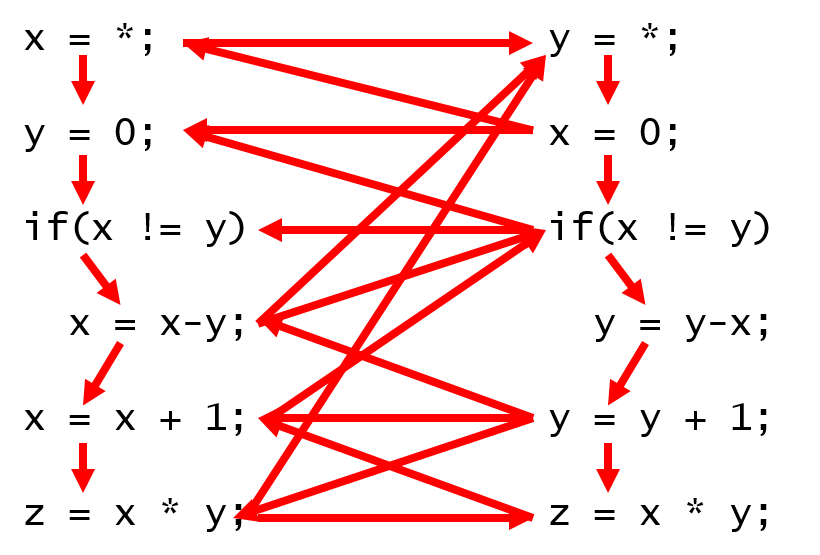 x = *;
y = 0;
if(x != y)
x = x-y;
x = x + 1;
z = x * y;
y = *;
x = 0;
if(x != y)
y = y-x;
y = y + 1;
z = x * y;